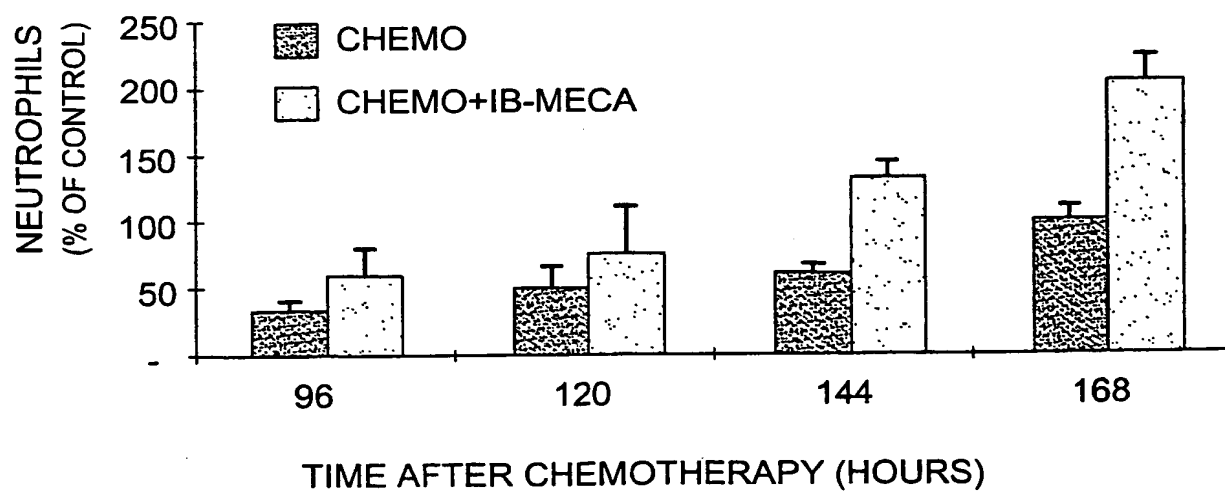 NEUTROPHILS
(% OF CONTROL)
250
200
150
100
50
-
CHEMO
CHEMO+IB-MECA
96
120
144
168
TIME AFTER CHEMOTHERAPY (HOURS)